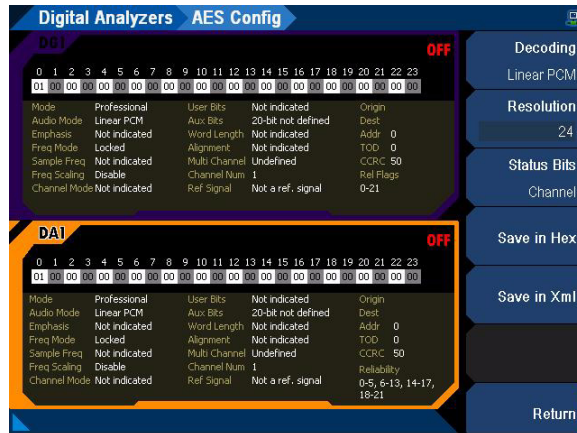 Digital Analyzers AES Config
DG1
OFF
0 1 2 3 4 5 6 7 8 9 10 11 12 13 14 15 16 17 18 19 20 21 22 23
01 00 00 00 00 00 00 00 00 00 00 00 00 00 00 00 00 00 00 00 00 00 00 00
Mode Professional User Bits Not indicated Origin
Audio Mode Linear PCM Aux Bits 20-bit not defined Dest
Emphasis Not indicated Word Length Not indicated Addr 0
Freq Mode Locked Alignment Not indicated TOD 0
Sample Freq Not indicated Multi Channel Undefined CCRC 50
Freq Scaling Disable Channel Num 1 Rel Flags
Channel Mode Not indicated Ref Signal Not a ref. signal 0-21
DA1
OFF
0 1 2 3 4 5 6 7 8 9 10 11 12 13 14 15 16 17 18 19 20 21 22 23
01 00 00 00 00 00 00 00 00 00 00 00 00 00 00 00 00 00 00 00 00 00 00 00
Mode Professional User Bits Not indicated Origin
Audio Mode Linear PCM Aux Bits 20-bit not defined Dest
Emphasis Not indicated Word Length Not indicated Addr 0
Freq Mode Locked Alignment Not indicated TOD 0
Sample Freq Not indicated Multi Channel Undefined CCRC 50
Freq Scaling Disable Channel Num 1 Reliability
Channel Mode Not indicated Ref Signal Not a ref. signal 0-5, 6-13, 14-17,
18-21
Decoding
Linear PCM
Resolution
24
Status Bits
Channel
Save in Hex
Save in Xml
Return